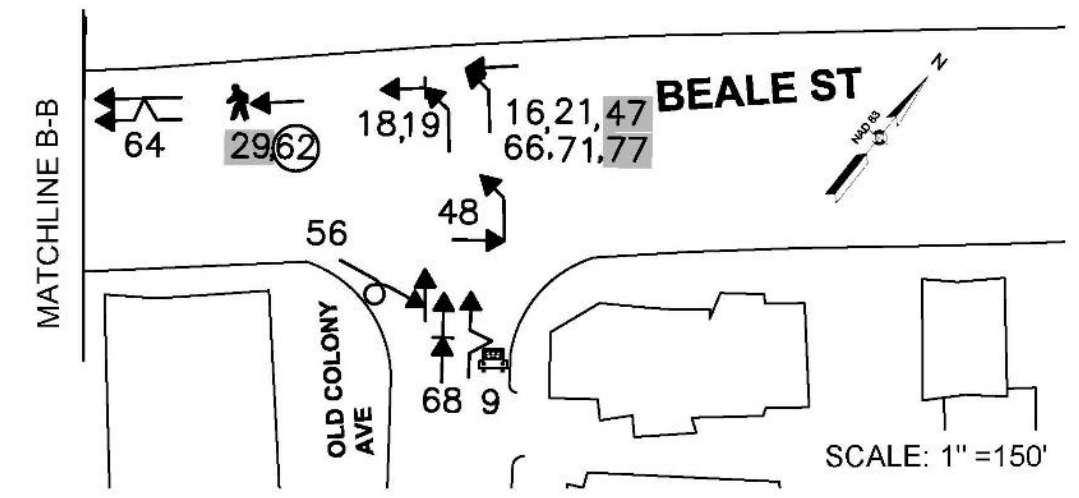 MATCHLINE B-B
64
29,62
18,19
16,21,47
66,71,77
BEALE ST
N
NAD 83
48
56
OLD COLONY
AVE
68
9
SCALE: 1"=150'